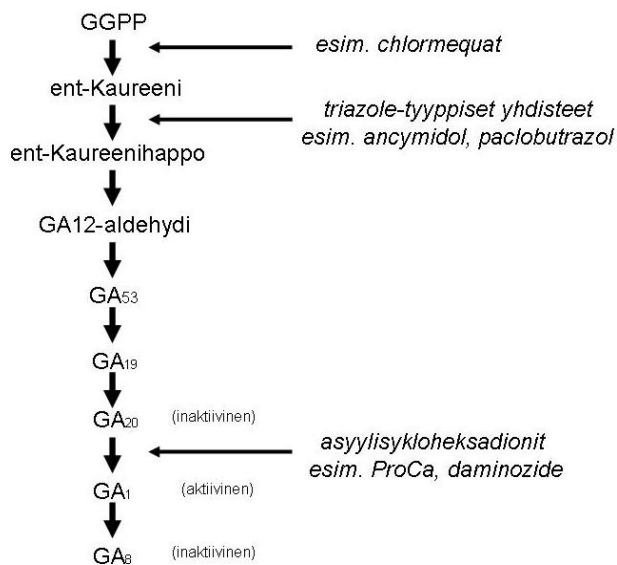 GGPP
esim. chlormequat
ent-Kaureeni
triazole-tyyppiset yhdisteet
esim. ancymidol, paclobutrazol
ent-Kaureenihappo
GA12-aldehydi
GA53
GA19
GA20 (inaktiivinen)
asyylisykloheksadionit
esim. ProCa, daminozide
GA1 (aktiivinen)
GA8 (inaktiivinen)